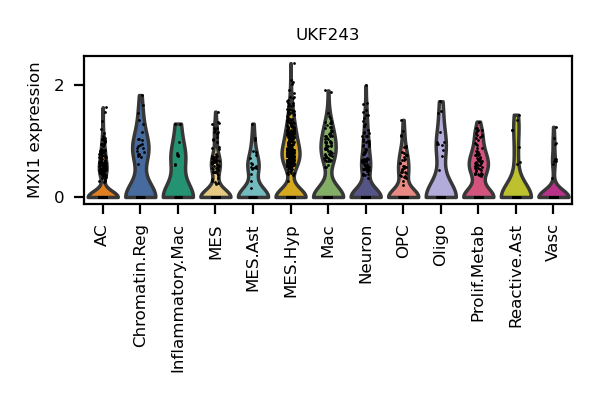 UKF243
MXI1 expression
2
0
AC
Chromatin.Reg
Inflammatory.Mac
MES
MES.Ast
MES.Hyp
Mac
Neuron
OPC
Oligo
Prolif.Metab
Reactive.Ast
Vasc